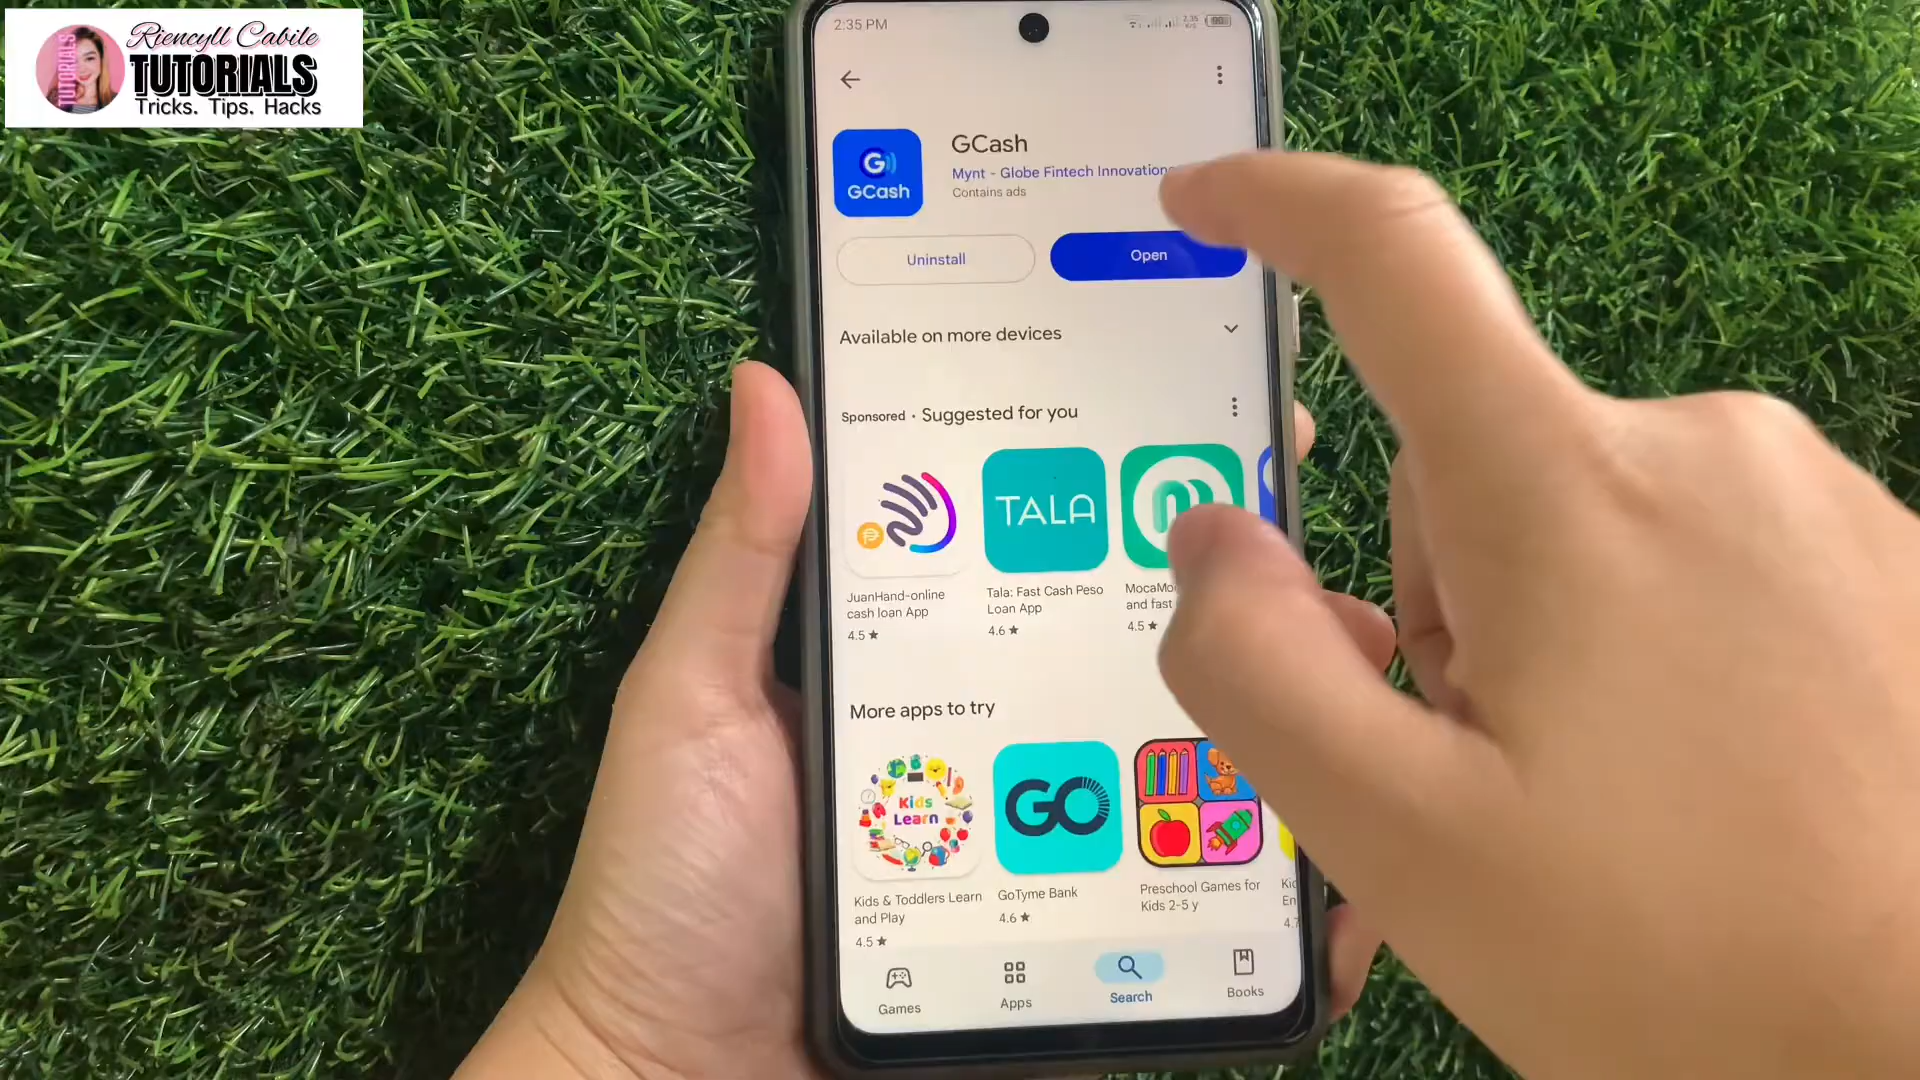 Riencyll Cabile
TUTORIALS
TUTORIALS
Tricks. Tips. Hacks
2:35 PM
GCash
Mynt - Globe Fintech Innovations
Contains ads
G
GCash
Uninstall
Open
Available on more devices
Sponsored · Suggested for you
TALA
JuanHand-online
cash loan App
4.5 ★
Tala: Fast Cash Peso
Loan App
4.6 ★
and fast
4.5 ★
More apps to try
Kids
Learn
GO
Kids & Toddlers Learn
and Play
4.5 ★
GoTyme Bank
4.6 ★
Preschool Games for
Kids 2-5 y
Games
Apps
Search
Books